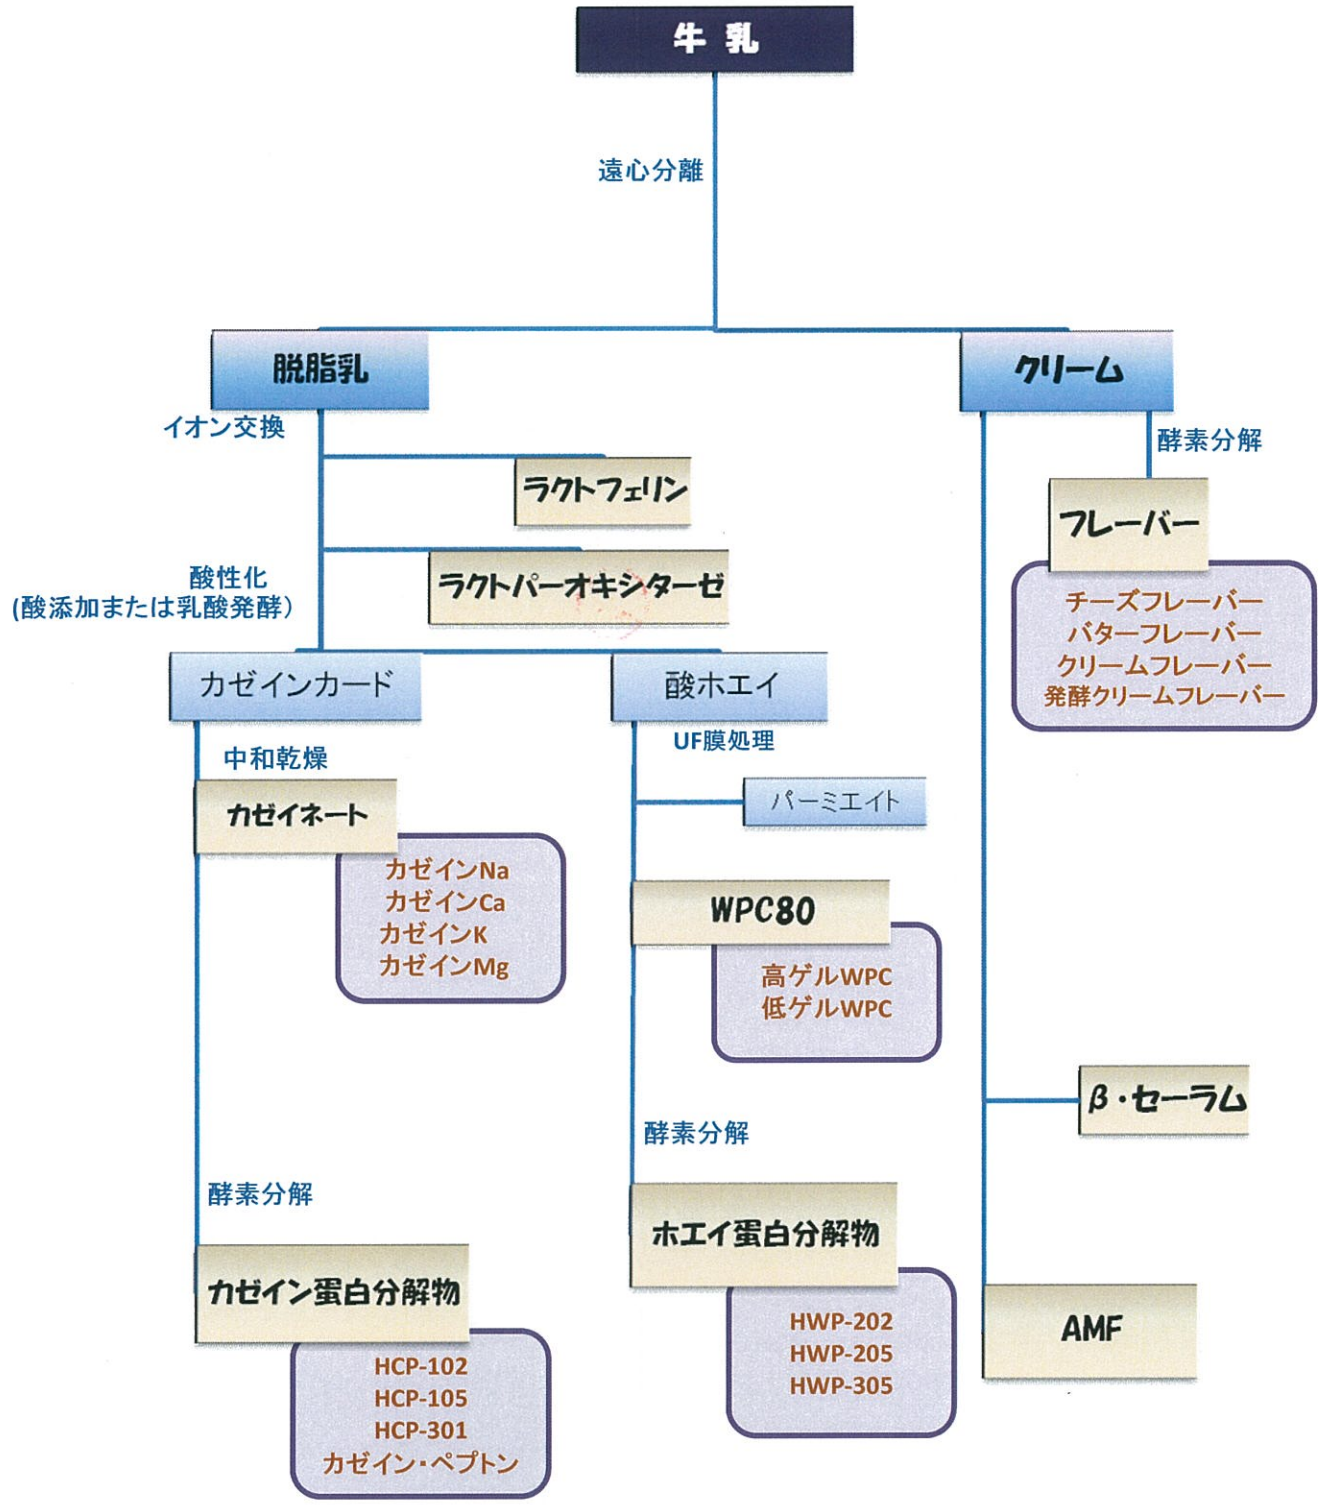 牛 乳
遠心分離
脱脂乳
クリーム
イオン交換
酵素分解
ラクトフェリン
フレーバー
ラクトパーオキシターゼ
チーズフレーバー
バターフレーバー
クリームフレーバー
発酵クリームフレーバー
酸性化
(酸添加または乳酸発酵)
カゼインカード
酸ホエイ
中和乾燥
UF膜処理
カゼイネート
パーミエイト
カゼインNa
カゼインCa
カゼインK
カゼインMg
WPC80
高ゲルWPC
低ゲルWPC
β・セーラム
酵素分解
酵素分解
ホエイ蛋白分解物
カゼイン蛋白分解物
HWP-202
HWP-205
HWP-305
AMF
HCP-102
HCP-105
HCP-301
カゼイン・ペプトン